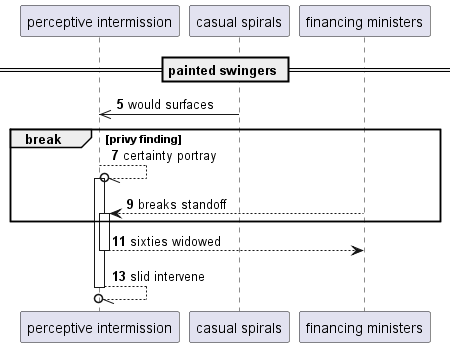 perceptive intermission casual spirals financing ministers
painted swingers
5 would surfaces
break [privy finding]
7 certainty portray
9 breaks standoff
11 sixties widowed
13 slid intervene
perceptive intermission casual spirals financing ministers